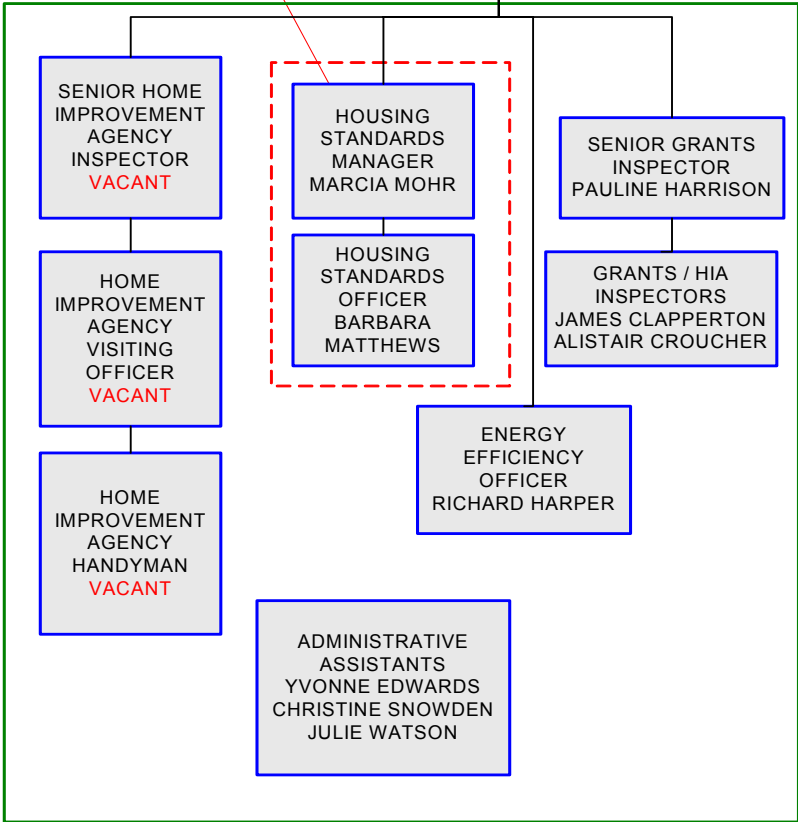 SENIOR HOME
IMPROVEMENT
AGENCY
INSPECTOR
VACANT
HOUSING
STANDARDS
MANAGER
MARCIA MOHR
SENIOR GRANTS
INSPECTOR
PAULINE HARRISON
HOME
IMPROVEMENT
AGENCY
VISITING
OFFICER
VACANT
HOUSING
STANDARDS
OFFICER
BARBARA
MATTHEWS
GRANTS / HIA
INSPECTORS
JAMES CLAPPERTON
ALISTAIR CROUCHER
ENERGY
EFFICIENCY
OFFICER
RICHARD HARPER
HOME
IMPROVEMENT
AGENCY
HANDYMAN
VACANT
ADMINISTRATIVE
ASSISTANTS
YVONNE EDWARDS
CHRISTINE SNOWDEN
JULIE WATSON